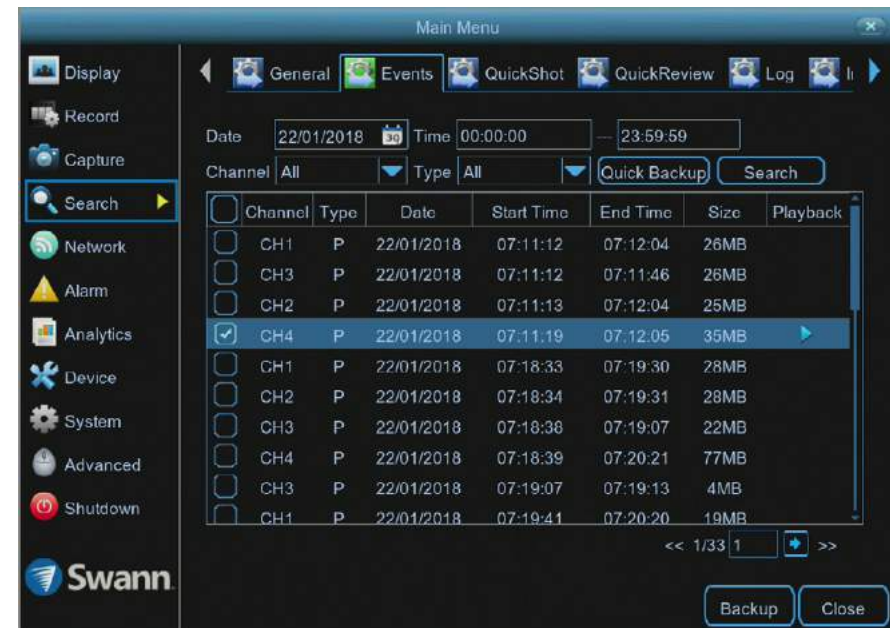 Main Menu
Display
Record
Capture
Search
Network
Alarm
Analytics
Device
System
Advanced
Shutdown
Swann
General Events QuickShot QuickReview Log
Date 22/01/2018 30 Time 00:00:00 — 23:59:59
Channel All Type All Quick Backup Search
Channel Type Date Start Time End Time Size Playback
CH1 P 22/01/2018 07:11:12 07:12:04 26MB
CH3 P 22/01/2018 07:11:12 07:11:46 26MB
CH2 P 22/01/2018 07:11:13 07:12:04 25MB
CH4 P 22/01/2018 07:11:19 07:12:05 35MB
CH1 P 22/01/2018 07:18:33 07:19:30 28MB
CH2 P 22/01/2018 07:18:34 07:19:31 28MB
CH3 P 22/01/2018 07:18:38 07:19:07 22MB
CH4 P 22/01/2018 07:18:39 07:20:21 77MB
CH3 P 22/01/2018 07:19:07 07:19:13 4MB
CH1 P 22/01/2018 07:19:41 07:20:20 19MB
<< 1/33 1 >>
Backup Close